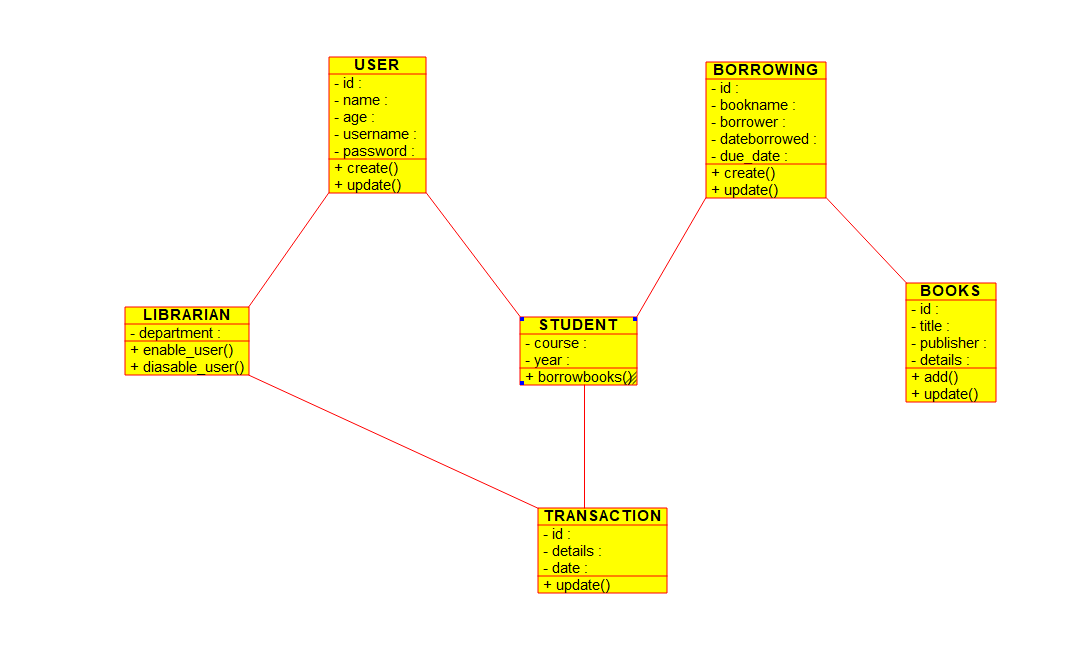 USER
- id :
- name :
- age :
- username :
- password :
+ create()
+ update()
BORROWING
- id :
- bookname :
- borrower :
- dateborrowed :
- due_date :
+ create()
+ update()
LIBRARIAN
- department :
+ enable_user()
+ diasable_user()
STUDENT
- course :
- year :
+ borrowbooks()
BOOKS
- id :
- title :
- publisher :
- details :
+ add()
+ update()
TRANSACTION
- id :
- details :
- date :
+ update()